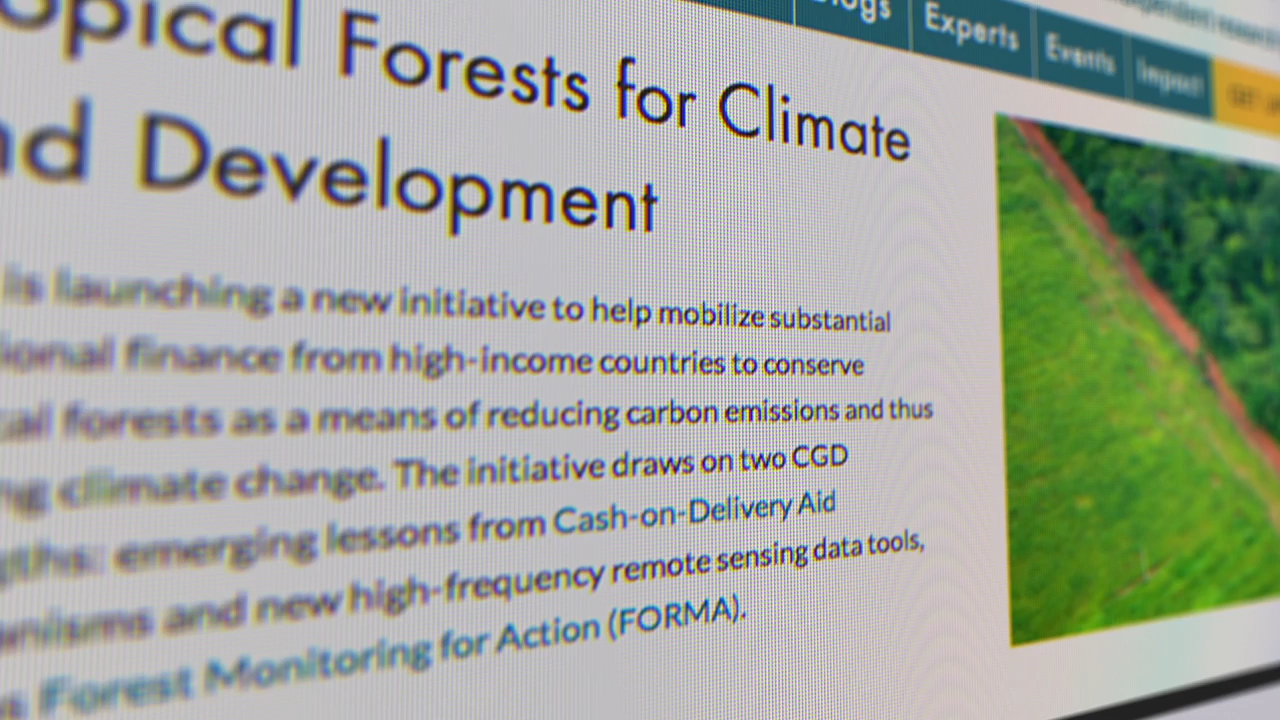 Blogs Experts Events Impact
opical Forests for Climate
nd Development
is launching a new initiative to help mobilize substantial
ional finance from high-income countries to conserve
cal forests as a means of reducing carbon emissions and thus
ng climate change. The initiative draws on two CGD
gths: emerging lessons from Cash-on-Delivery Aid
anisms and new high-frequency remote sensing data tools,
as Forest Monitoring for Action (FORMA).